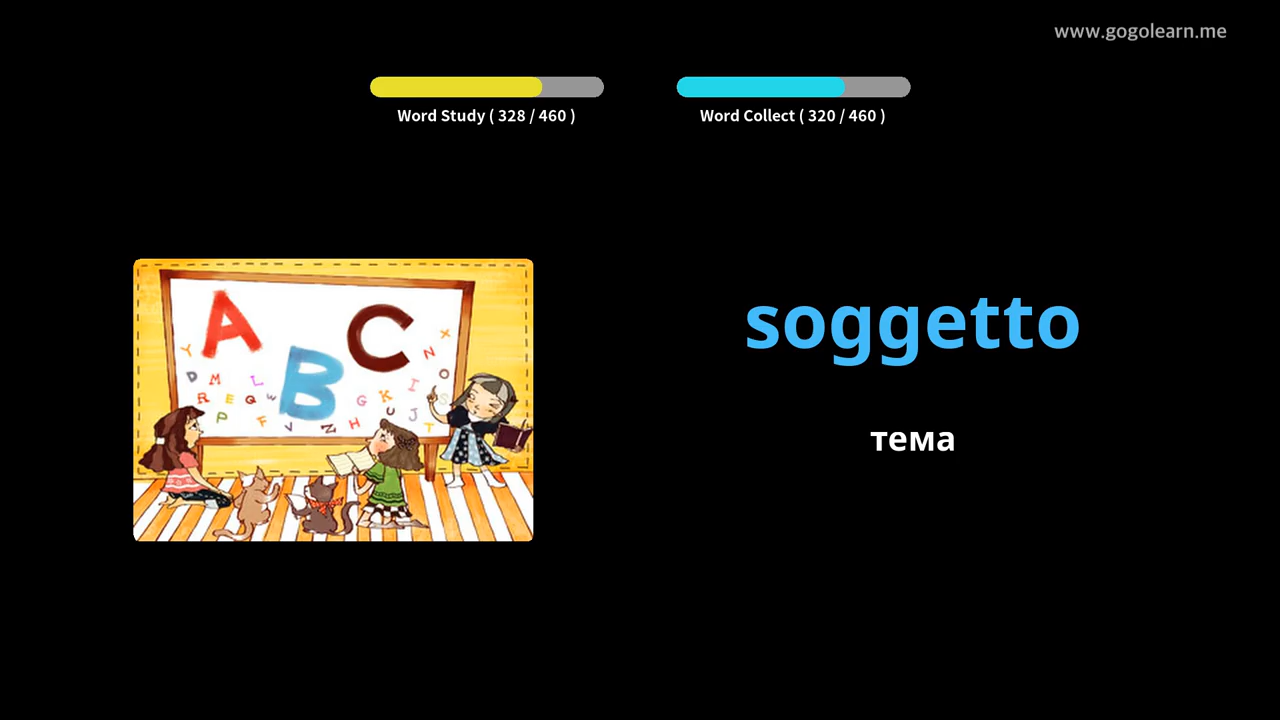 www.gogolearn.me
Word Study ( 328 / 460 )
Word Collect ( 320 / 460 )
A
C
B
X
Y
N
D M L O
R E Q W G K I S
P F V Z H U J T
soggetto
тема